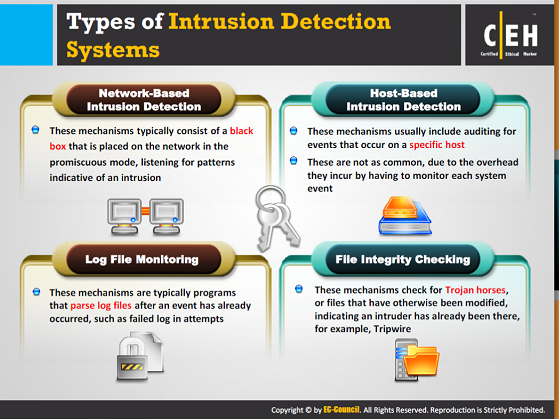 Types of Intrusion Detection
Systems
C|EH
Certified Ethical Hacker
Network-Based
Intrusion Detection
These mechanisms typically consist of a black
box that is placed on the network in the
promiscuous mode, listening for patterns
indicative of an intrusion
Host-Based
Intrusion Detection
These mechanisms usually include auditing for
events that occur on a specific host
These are not as common, due to the overhead
they incur by having to monitor each system
event
Log File Monitoring
These mechanisms are typically programs
that parse log files after an event has already
occurred, such as failed log in attempts
File Integrity Checking
These mechanisms check for Trojan horses,
or files that have otherwise been modified,
indicating an intruder has already been there,
for example, Tripwire
Copyright © by EC-Council. All Rights Reserved. Reproduction is Strictly Prohibited.